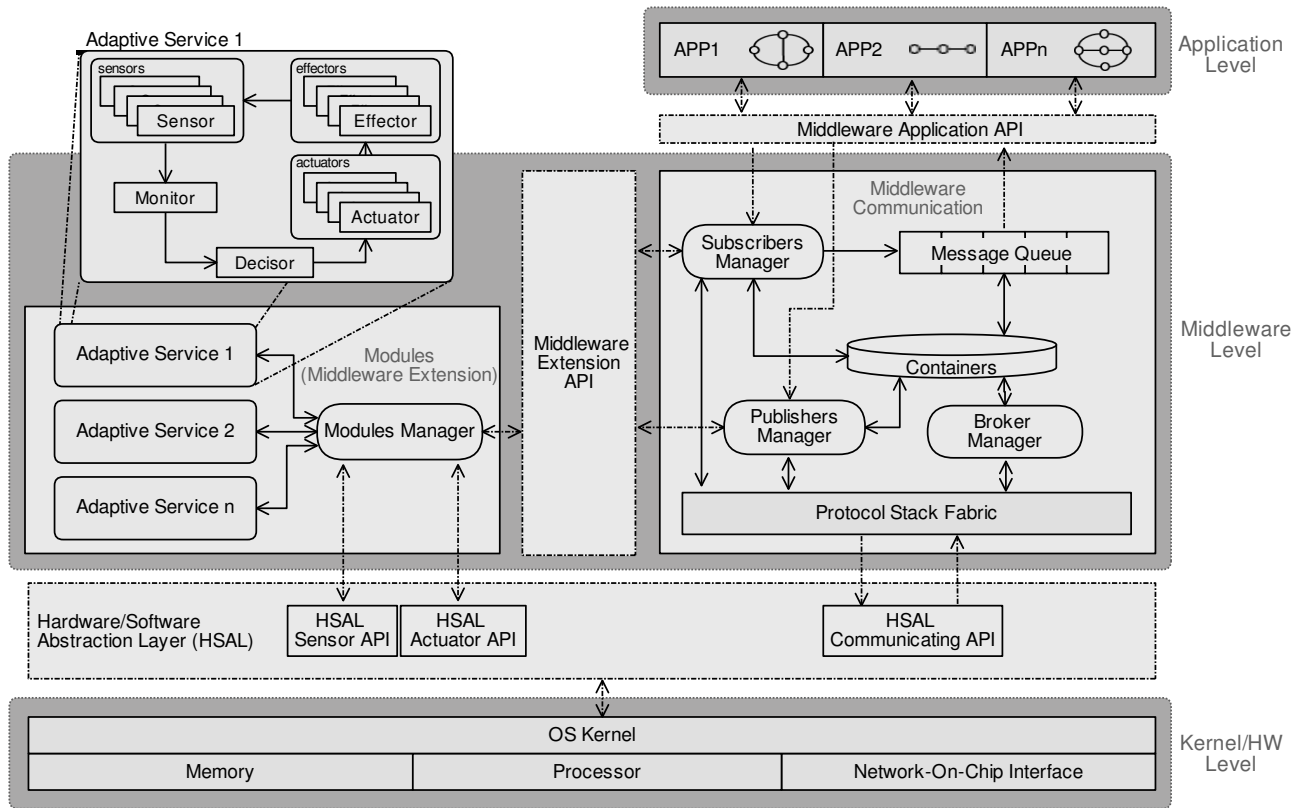 Adaptive Service 1
sensors
Sensor
effectors
Effector
actuators
Actuator
Monitor
Decisor
APP1
APP2
APPn
Application
Level
Middleware Application API
Middleware
Communication
Subscribers
Manager
Message Queue
Containers
Publishers
Manager
Broker
Manager
Protocol Stack Fabric
Middleware
Extension
API
Middleware
Level
Modules
(Middleware Extension)
Adaptive Service 1
Adaptive Service 2
Adaptive Service n
Modules Manager
Hardware/Software
Abstraction Layer (HSAL)
HSAL
Sensor API
HSAL
Actuator API
HSAL
Communicating API
OS Kernel
Memory
Processor
Network-On-Chip Interface
Kernel/HW
Level